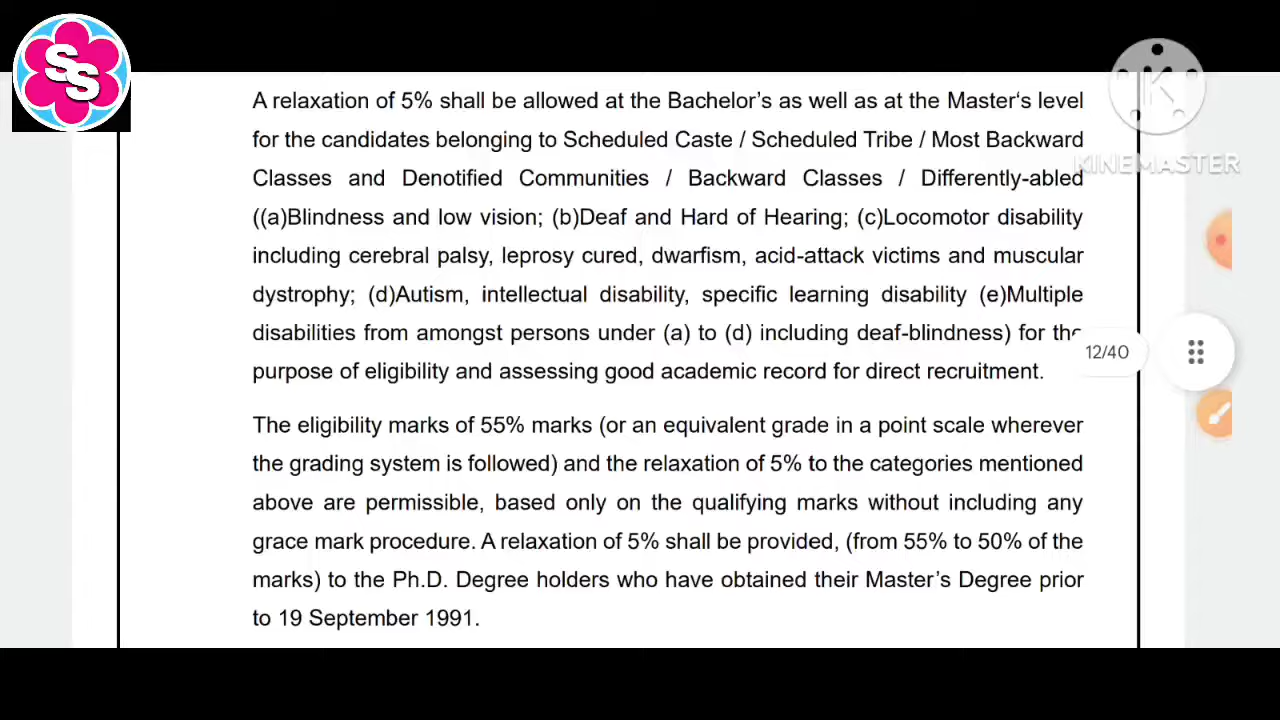 SS
KINEMASTER
A relaxation of 5% shall be allowed at the Bachelor’s as well as at the Master‘s level
for the candidates belonging to Scheduled Caste / Scheduled Tribe / Most Backward
Classes and Denotified Communities / Backward Classes / Differently-abled
((a)Blindness and low vision; (b)Deaf and Hard of Hearing; (c)Locomotor disability
including cerebral palsy, leprosy cured, dwarfism, acid-attack victims and muscular
dystrophy; (d)Autism, intellectual disability, specific learning disability (e)Multiple
disabilities from amongst persons under (a) to (d) including deaf-blindness) for the
12/40
purpose of eligibility and assessing good academic record for direct recruitment.
The eligibility marks of 55% marks (or an equivalent grade in a point scale wherever
the grading system is followed) and the relaxation of 5% to the categories mentioned
above are permissible, based only on the qualifying marks without including any
grace mark procedure. A relaxation of 5% shall be provided, (from 55% to 50% of the
marks) to the Ph.D. Degree holders who have obtained their Master’s Degree prior
to 19 September 1991.